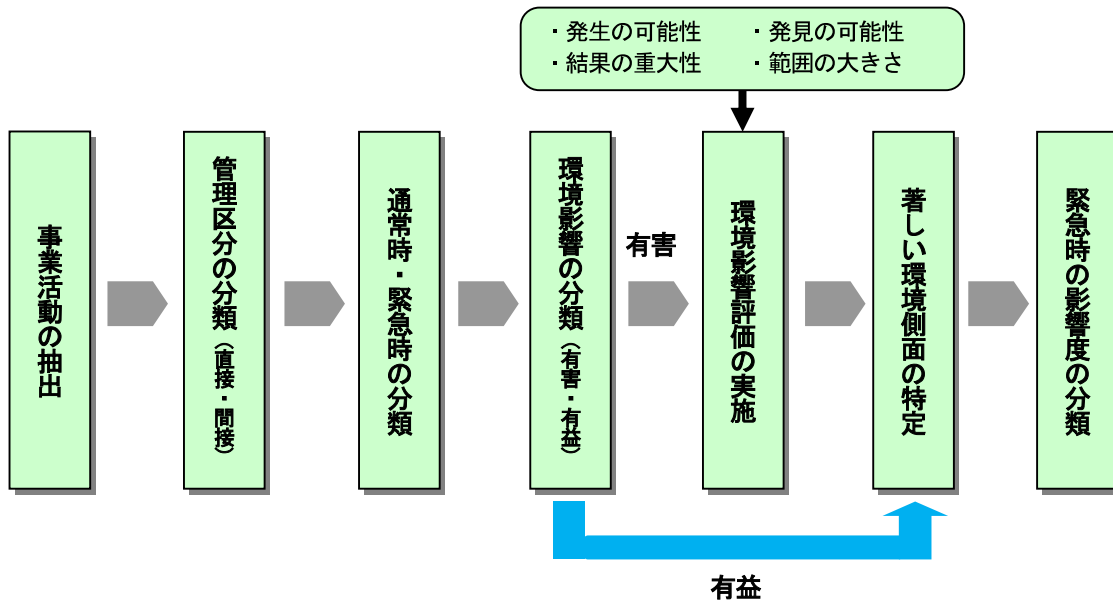 ・発生の可能性　・発見の可能性
・結果の重大性　・範囲の大きさ
事業活動の抽出
管理区分の分類（直接・間接）
通常時・緊急時の分類
環境影響の分類（有害・有益）
有害
環境影響評価の実施
著しい環境側面の特定
緊急時の影響度の分類
有益